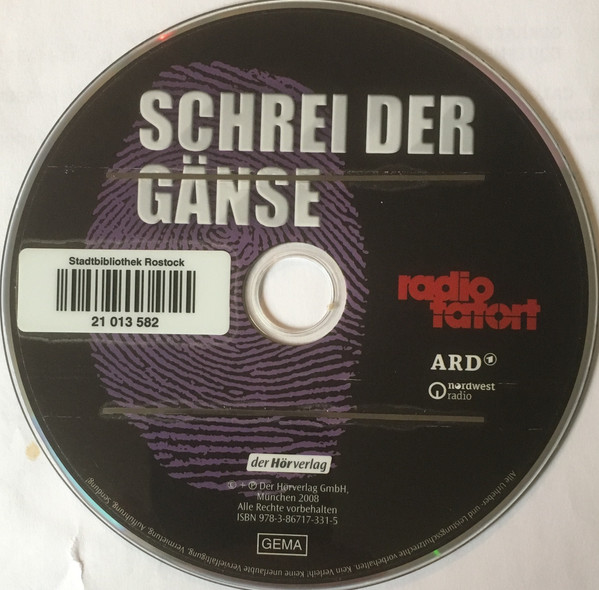 SCHREI DER
GÄNSE
Stadtbibliothek Rostock
21 013 582
radio
tatort
ARD 1
nordwest
radio
der Hörverlag
© + ℗ Der Hörverlag GmbH,
München 2008
Alle Rechte vorbehalten
ISBN 978-3-86717-331-5
GEMA
Alle Urheber- und Leistungsschutzrechte vorbehalten. Kein Verleih! Keine unerlaubte Vervielfältigung, Vermietung, Aufführung, Sendung!